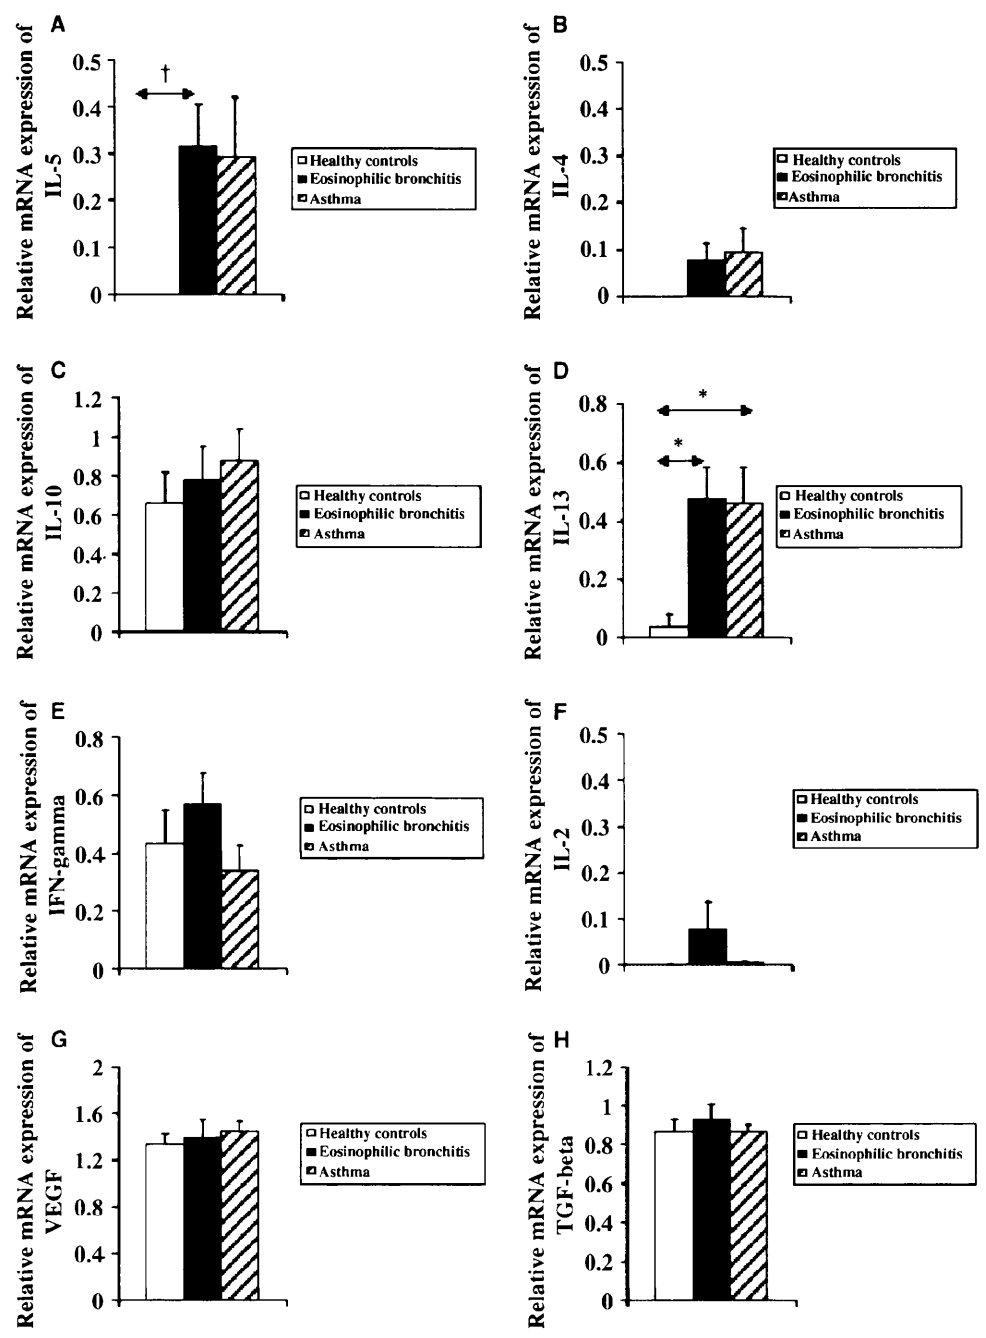 A
Relative mRNA expression of
IL-5
0.5
0.4
0.3
0.2
0.1
0
†
Healthy controls
Eosinophilic bronchitis
Asthma
B
Relative mRNA expression of
IL-4
0.5
0.4
0.3
0.2
0.1
0
Healthy controls
Eosinophilic bronchitis
Asthma
C
Relative mRNA expression of
IL-10
1.2
1
0.8
0.6
0.4
0.2
0
Healthy controls
Eosinophilic bronchitis
Asthma
D
Relative mRNA expression of
IL-13
0.8
0.6
0.4
0.2
0
*
*
Healthy controls
Eosinophilic bronchitis
Asthma
E
Relative mRNA expression of
IFN-gamma
0.8
0.6
0.4
0.2
0
Healthy controls
Eosinophilic bronchitis
Asthma
F
Relative mRNA expression of
IL-2
0.5
0.4
0.3
0.2
0.1
0
Healthy controls
Eosinophilic bronchitis
Asthma
G
Relative mRNA expression of
VEGF
2
1.6
1.2
0.8
0.4
0
Healthy controls
Eosinophilic bronchitis
Asthma
H
Relative mRNA expression of
TGF-beta
1.2
1
0.8
0.6
0.4
0.2
0
Healthy controls
Eosinophilic bronchitis
Asthma